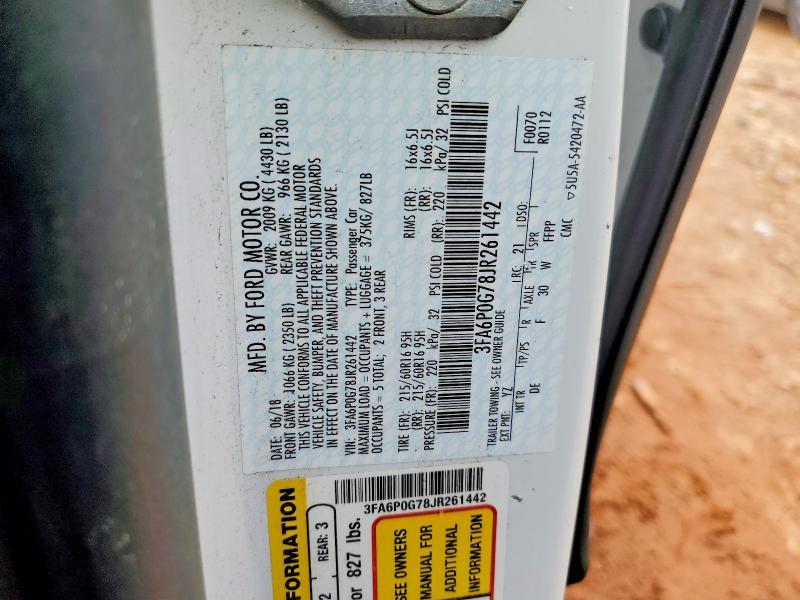 MFD. BY FORD MOTOR CO.
DATE: 06/18 GVWR: 2009 KG ( 4430 LB)
FRONT GAWR: 1066 KG ( 2350 LB) REAR GAWR: 966 KG ( 2130 LB)
THIS VEHICLE CONFORMS TO ALL APPLICABLE FEDERAL MOTOR
VEHICLE SAFETY, BUMPER, AND THEFT PREVENTION STANDARDS
IN EFFECT ON THE DATE OF MANUFACTURE SHOWN ABOVE.
VIN: 3FA6P0G78JR261442 TYPE: Passenger Car
MAXIMUM LOAD = OCCUPANTS + LUGGAGE = 375KG/ 827LB
OCCUPANTS = 5 TOTAL; 2 FRONT, 3 REAR
TIRE (FR): 215/60R16 95H RIMS (FR): 16x6.5J
(RR): 215/60R16 95H (RR): 16x6.5J
PRESSURE (FR): 220 kPa/ 32 PSI COLD (RR): 220 kPa/ 32 PSI COLD
3FA6P0G78JR261442
TRAILER TOWING - SEE OWNER GUIDE
EXT PNT: YZ RC: 21 DSO: F0070
R0112
INT TR TP/PS R AXLE TR SPR
DE F 30 W FFPP
CMC ▽5U5A-5420472-AA
3FA6P0G78JR261442
FORMATION
2 REAR: 3
or 827 lbs.
SEE OWNERS
MANUAL FOR
ADDITIONAL
INFORMATION